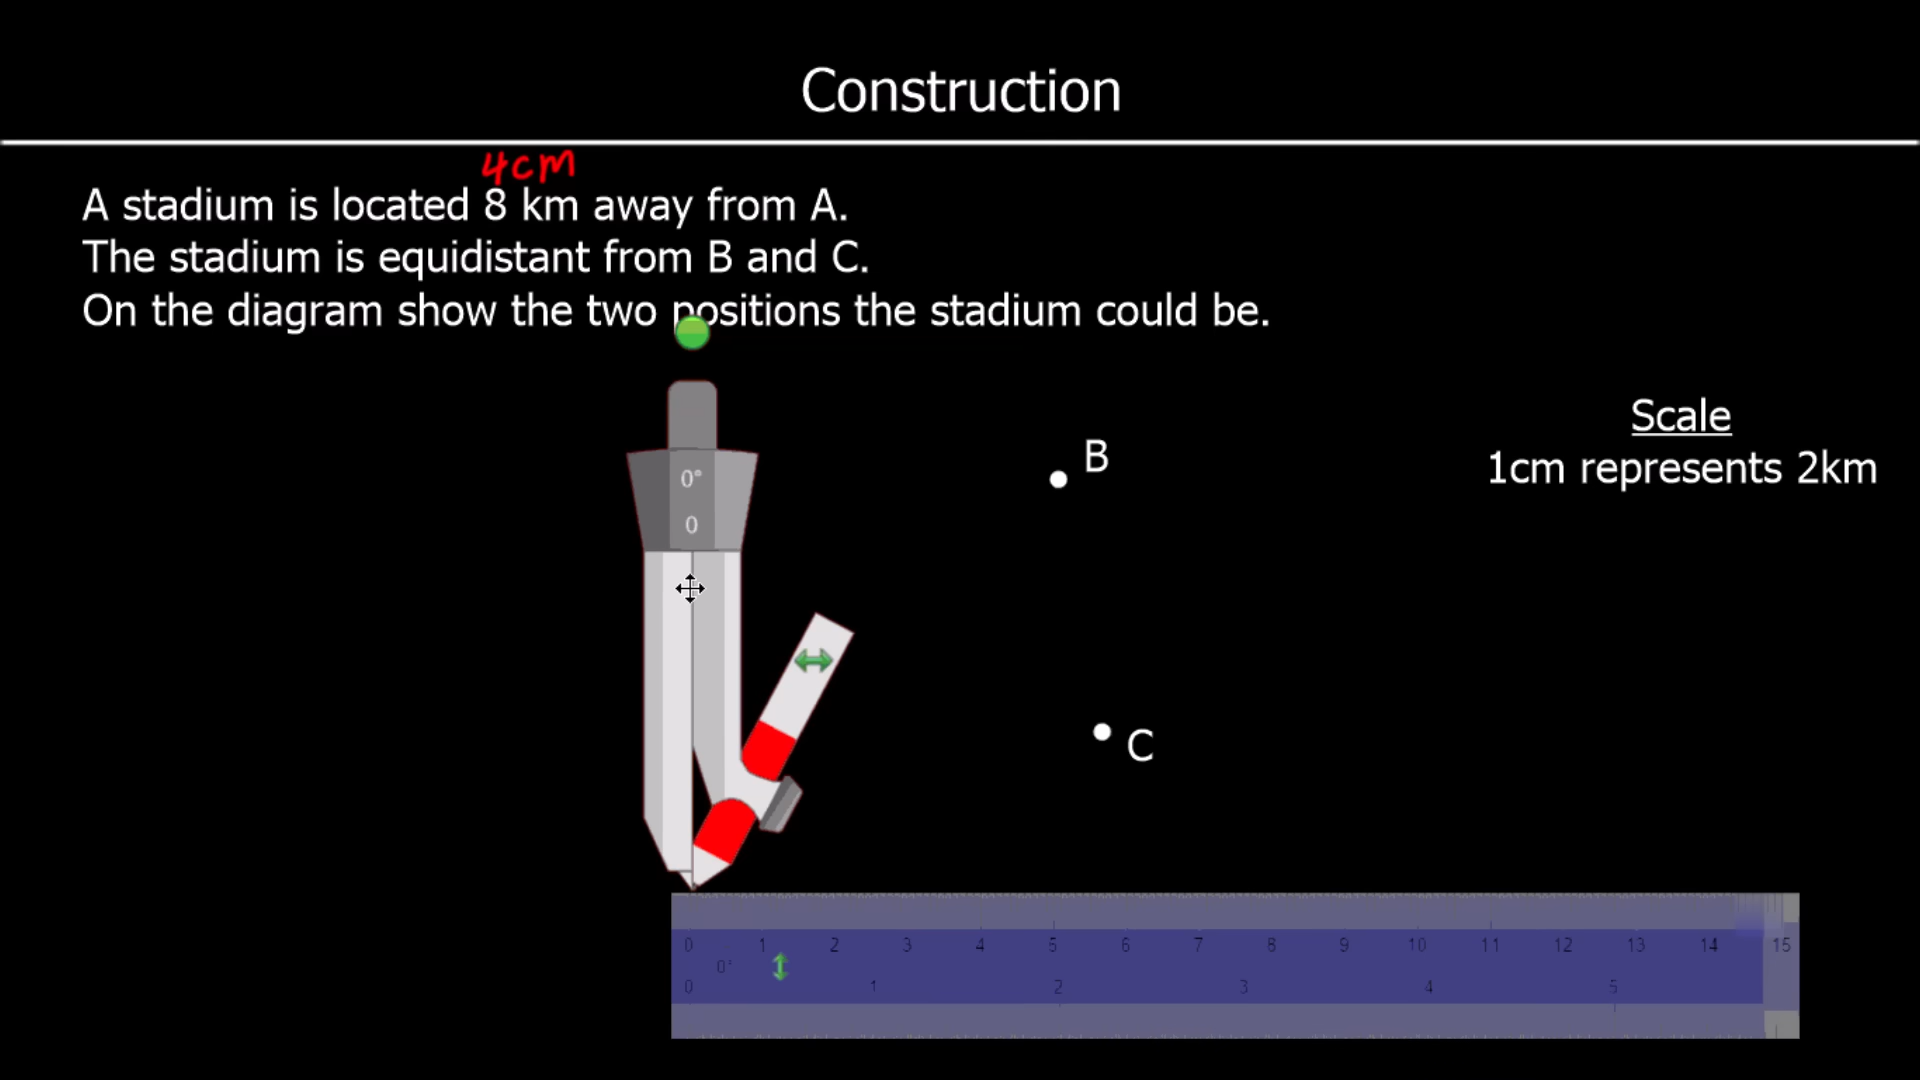 Construction
4cm
A stadium is located 8 km away from A.
The stadium is equidistant from B and C.
On the diagram show the two positions the stadium could be.
Scale
1cm represents 2km
B
0°
0
C
0 1 2 3 4 5 6 7 8 9 10 11 12 13 14 15
0°
0 1 2 3 4 5